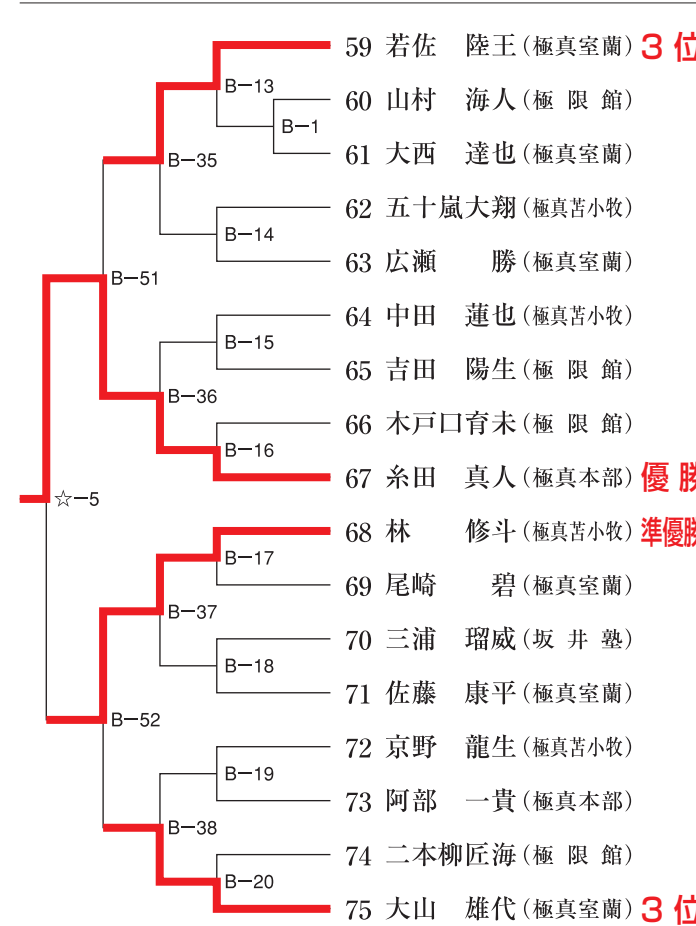 59 若佐　陸王（極真室蘭） 3 位
B−13
60 山村　海人（極 限 館）
B−1
61 大西　達也（極真室蘭）
B−35
62 五十嵐大翔（極真苫小牧）
B−14
63 広瀬　　勝（極真室蘭）
B−51
64 中田　蓮也（極真苫小牧）
B−15
65 吉田　陽生（極 限 館）
B−36
66 木戸口育未（極 限 館）
B−16
67 糸田　真人（極真本部） 優 勝
☆−5
68 林　　修斗（極真苫小牧） 準優勝
B−17
69 尾崎　　碧（極真室蘭）
B−37
70 三浦　瑠威（坂 井 塾）
B−18
71 佐藤　康平（極真室蘭）
B−52
72 京野　龍生（極真苫小牧）
B−19
73 阿部　一貴（極真本部）
B−38
74 二本柳匠海（極 限 館）
B−20
75 大山　雄代（極真室蘭） 3 位